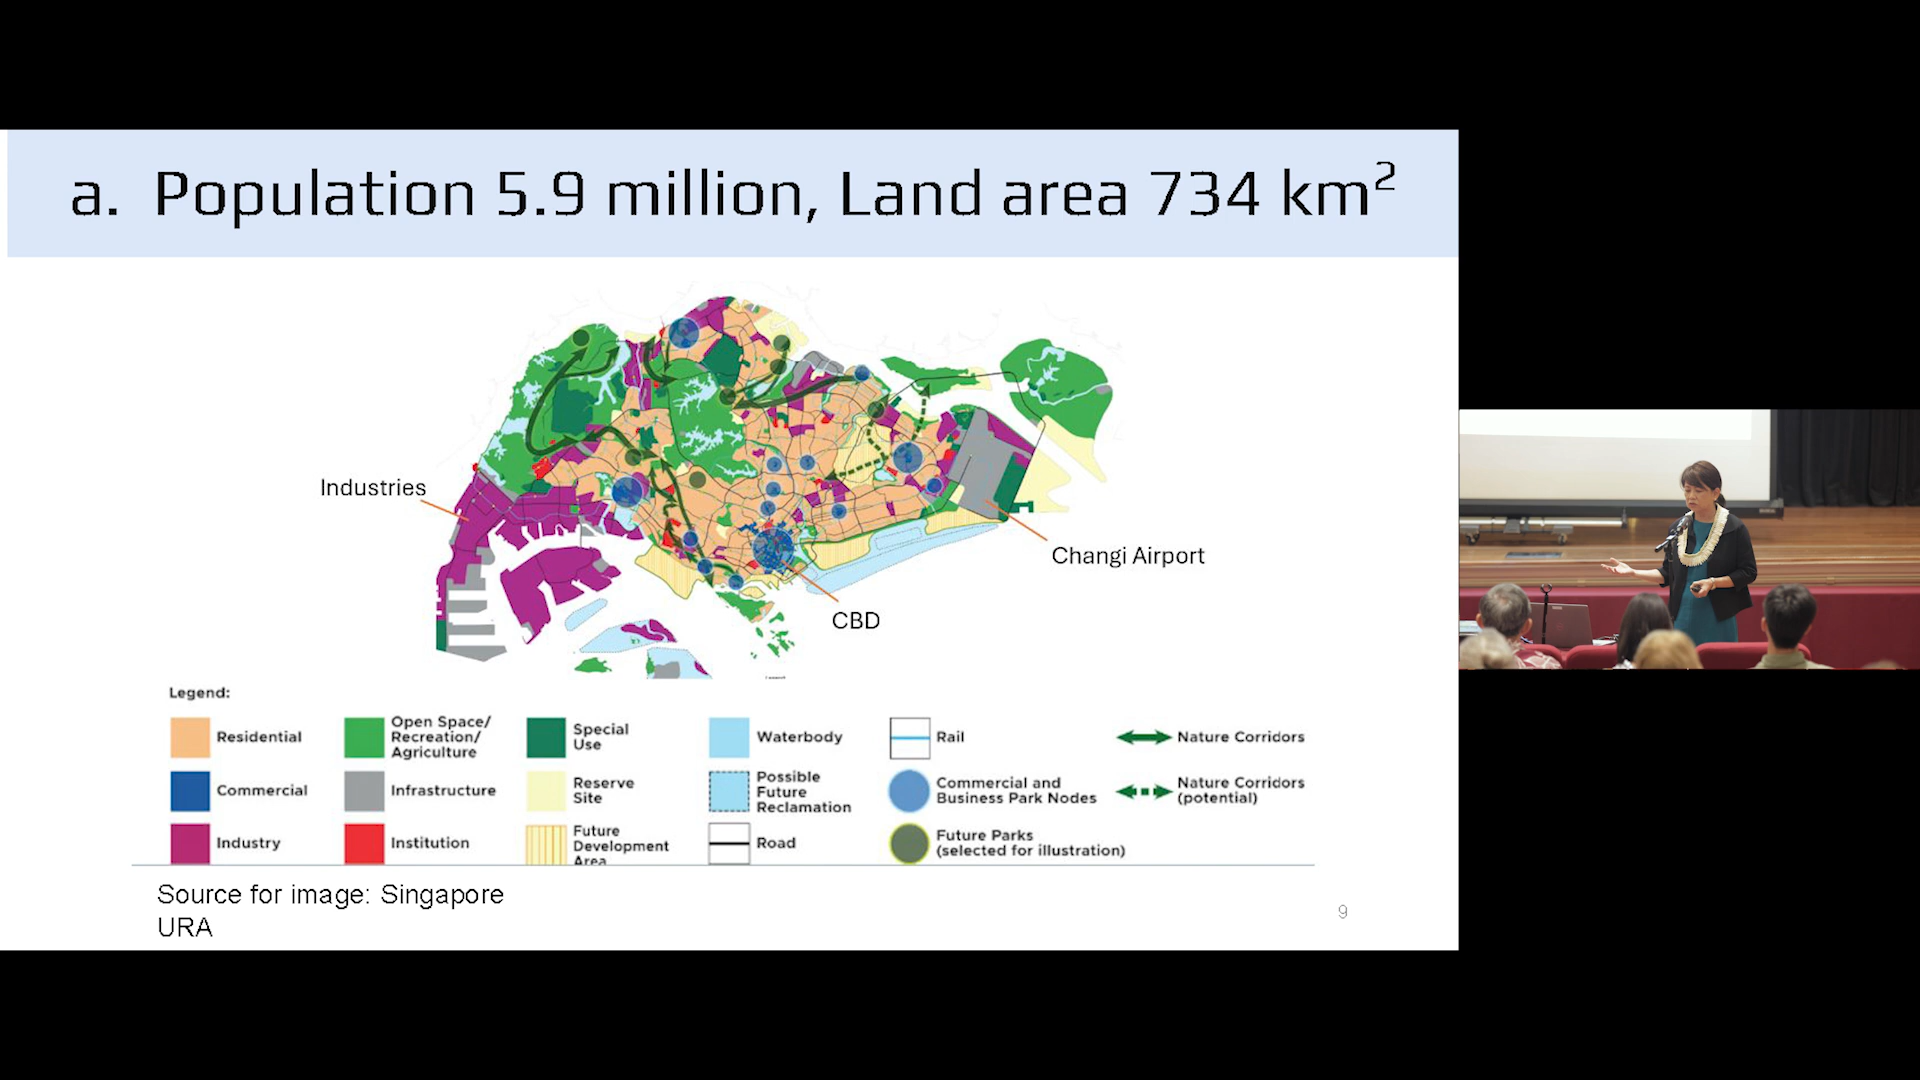 a. Population 5.9 million, Land area 734 km²
Industries
Changi Airport
CBD
Legend:
Residential
Open Space/
Recreation/
Agriculture
Special
Use
Waterbody
Rail
Nature Corridors
Commercial
Infrastructure
Reserve
Site
Possible
Future
Reclamation
Commercial and
Business Park Nodes
Nature Corridors
(potential)
Industry
Institution
Future
Development
Area
Road
Future Parks
(selected for illustration)
Source for image: Singapore
URA
9